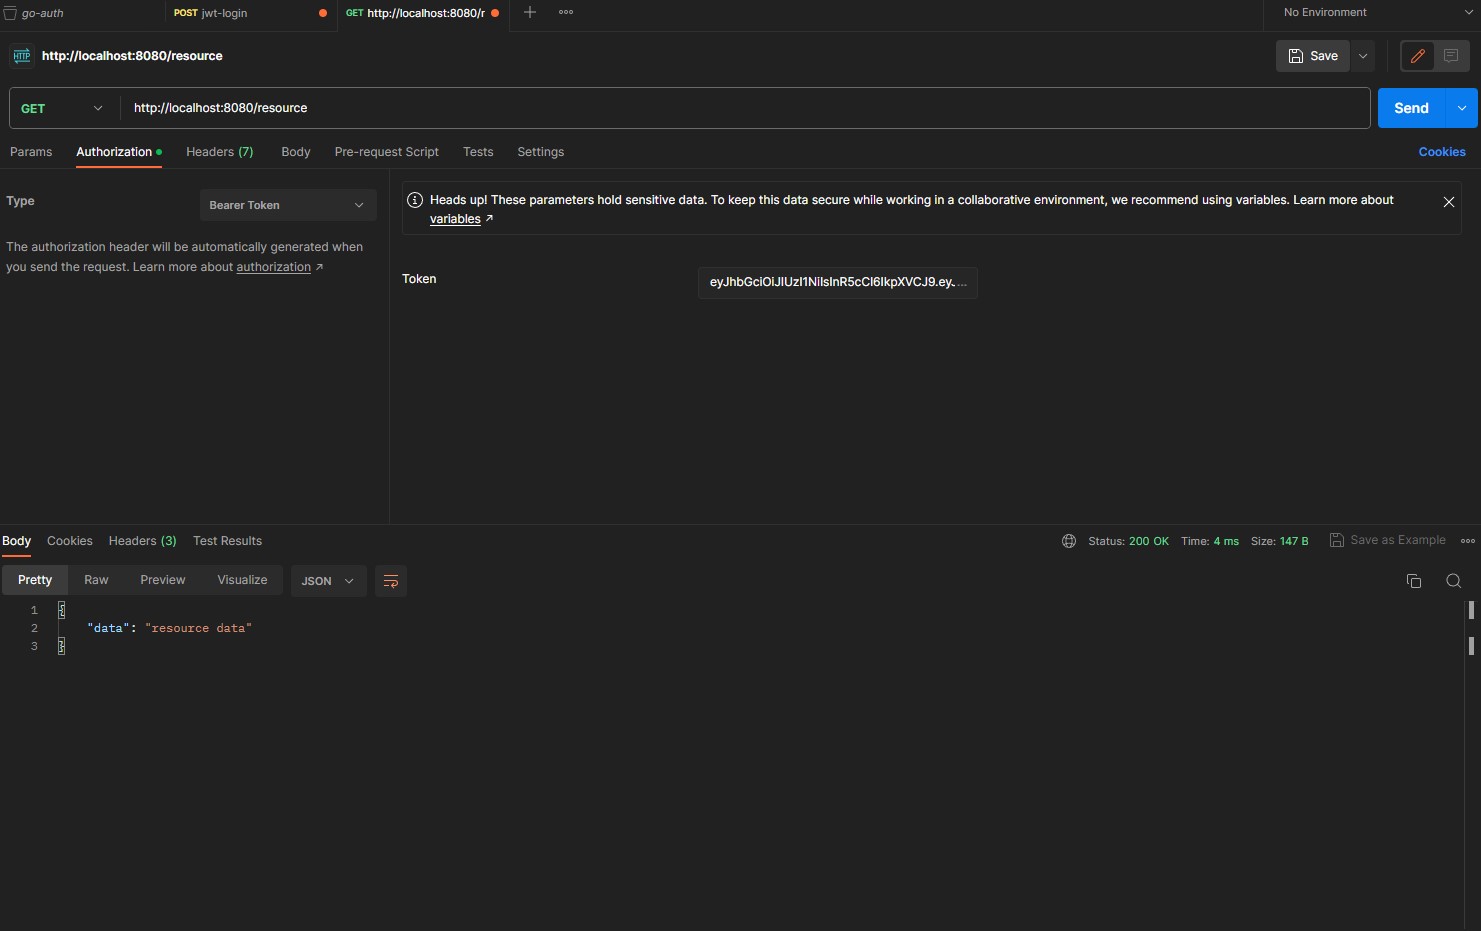 go-auth
POST jwt-login
GET http://localhost:8080/r
No Environment
HTTP http://localhost:8080/resource
Save
GET http://localhost:8080/resource
Send
Params Authorization Headers (7) Body Pre-request Script Tests Settings
Cookies
Type
Bearer Token
The authorization header will be automatically generated when
you send the request. Learn more about authorization ↗
Heads up! These parameters hold sensitive data. To keep this data secure while working in a collaborative environment, we recommend using variables. Learn more about
variables ↗
Token
eyJhbGciOiJIUzI1NiIsInR5cCI6IkpXVCJ9.eyJ...
Body Cookies Headers (3) Test Results
Status: 200 OK Time: 4 ms Size: 147 B
Save as Example
Pretty Raw Preview Visualize JSON
1 {
2 "data": "resource data"
3 }